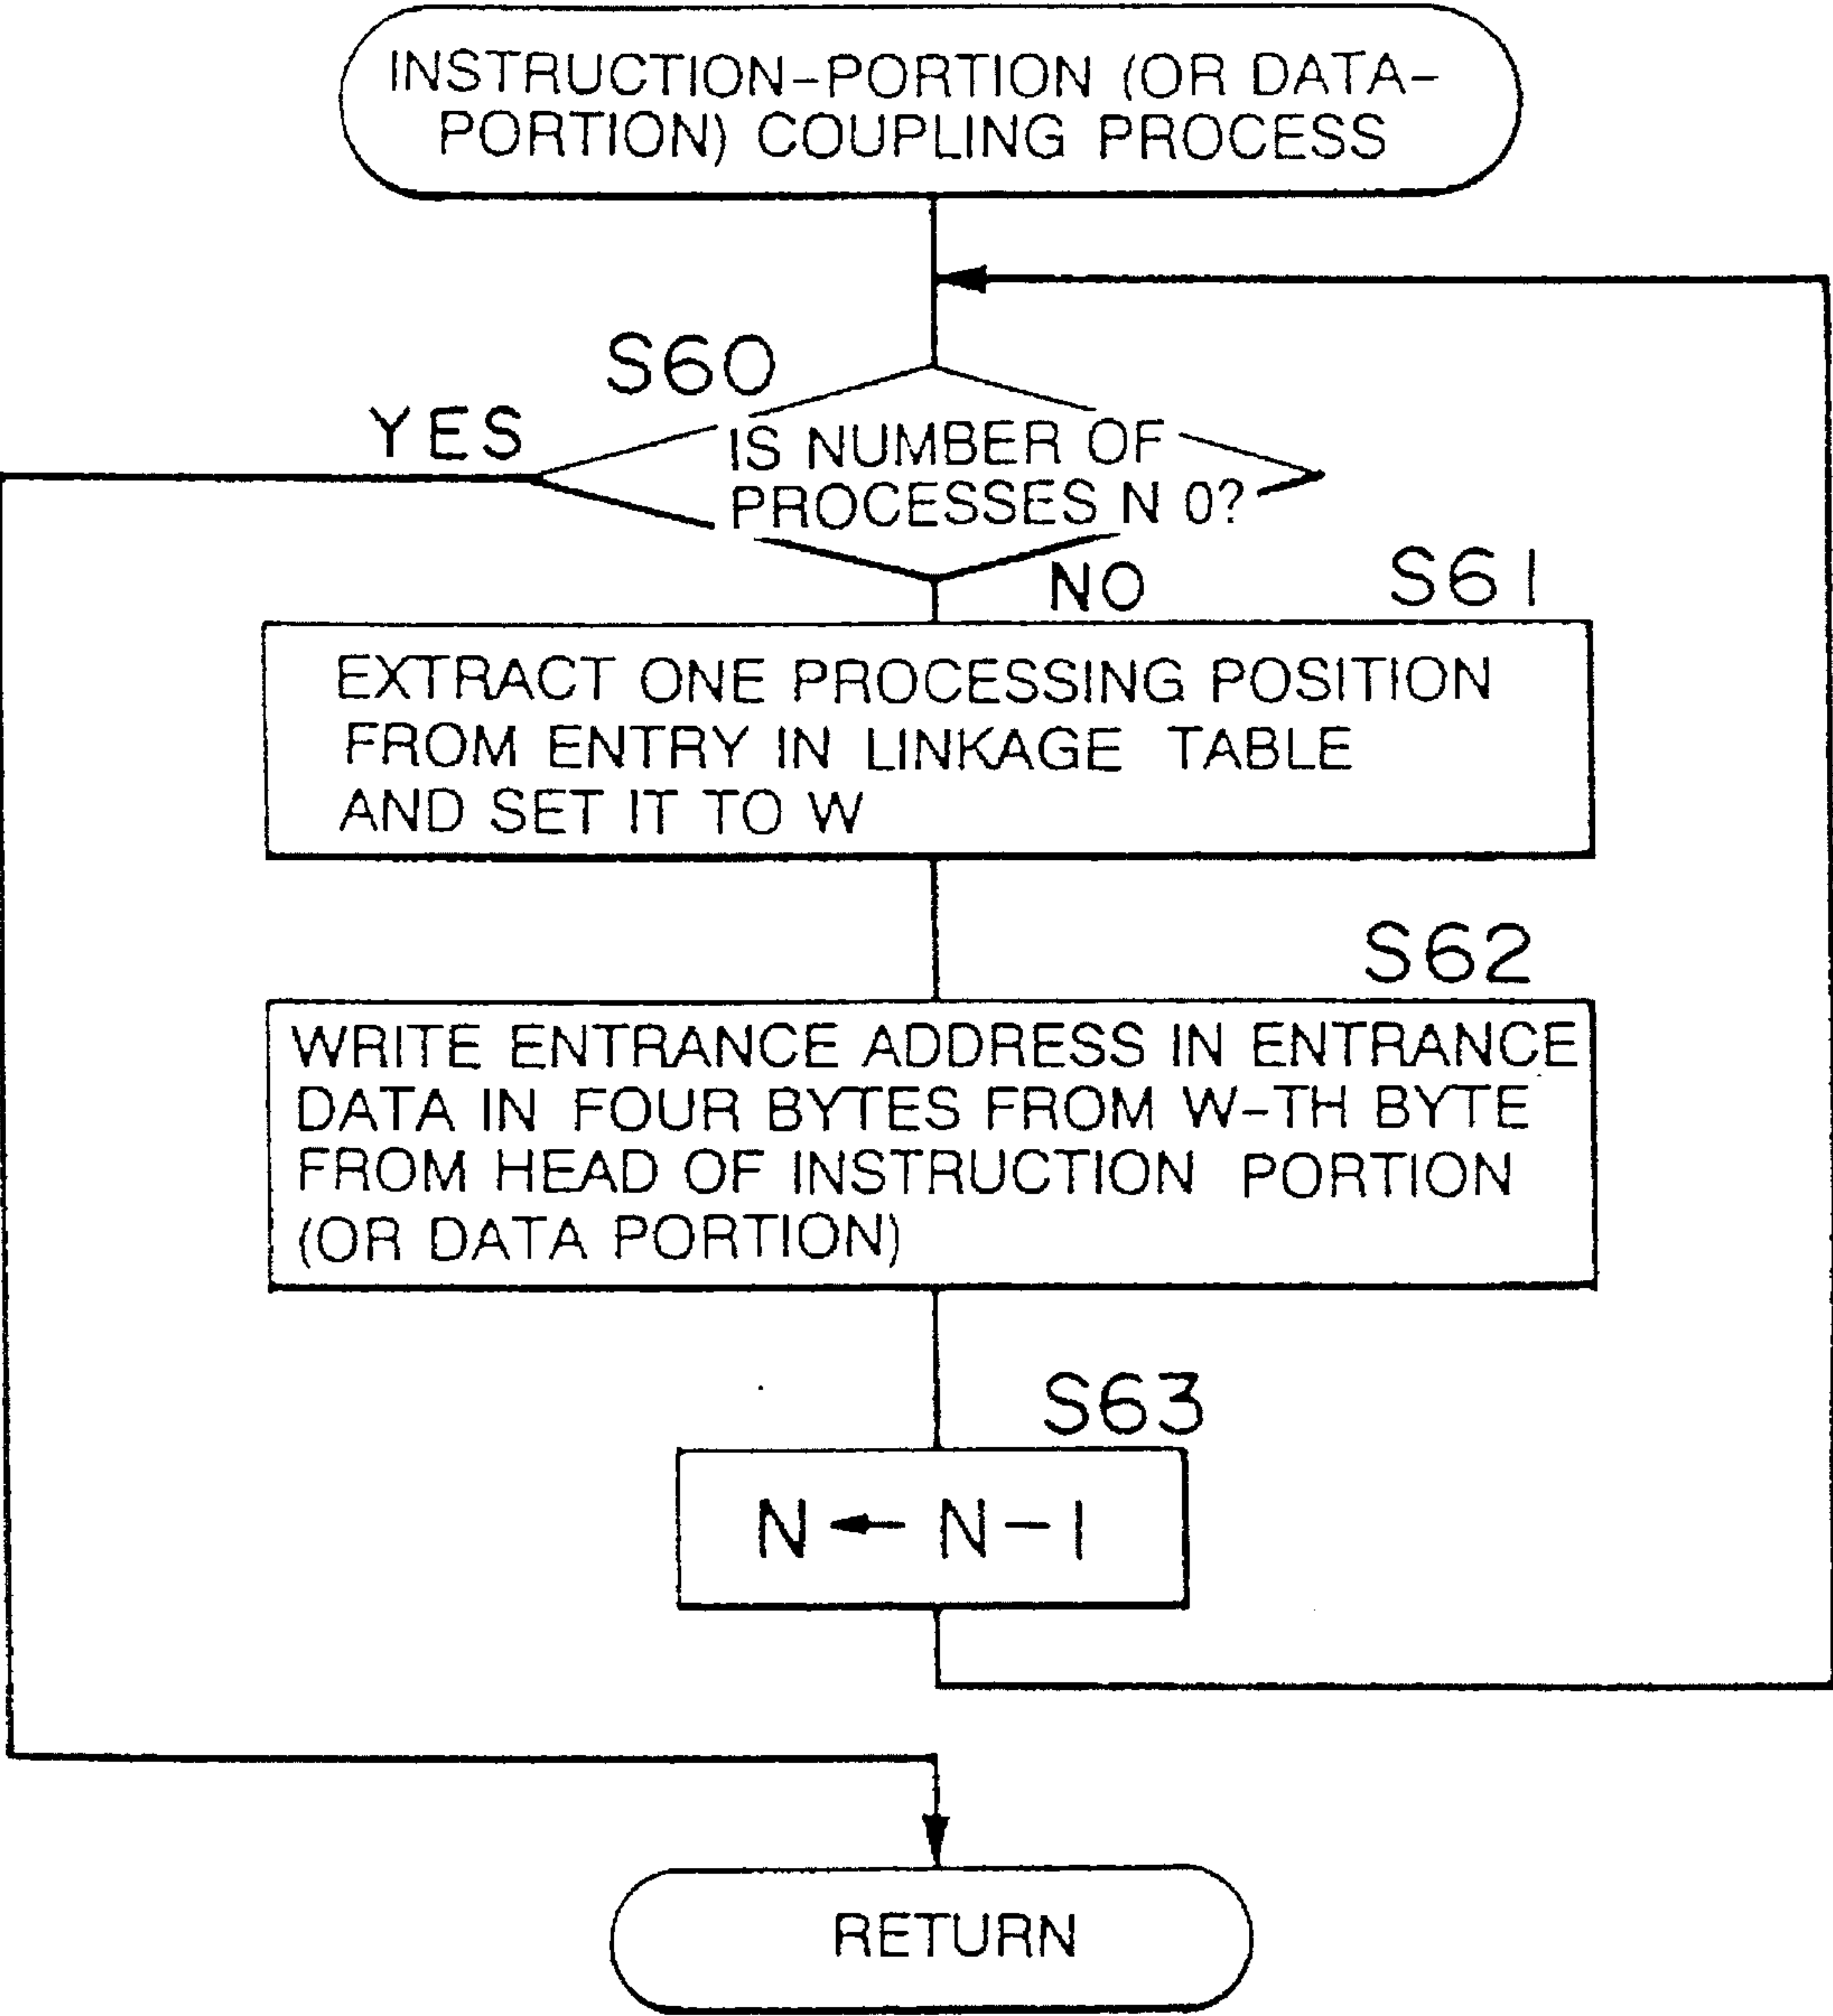 INSTRUCTION-PORTION (OR DATA-
PORTION) COUPLING PROCESS
S60
YES
IS NUMBER OF
PROCESSES N 0?
NO
S61
EXTRACT ONE PROCESSING POSITION
FROM ENTRY IN LINKAGE TABLE
AND SET IT TO W
S62
WRITE ENTRANCE ADDRESS IN ENTRANCE
DATA IN FOUR BYTES FROM W-TH BYTE
FROM HEAD OF INSTRUCTION PORTION
(OR DATA PORTION)
S63
N ← N-1
RETURN